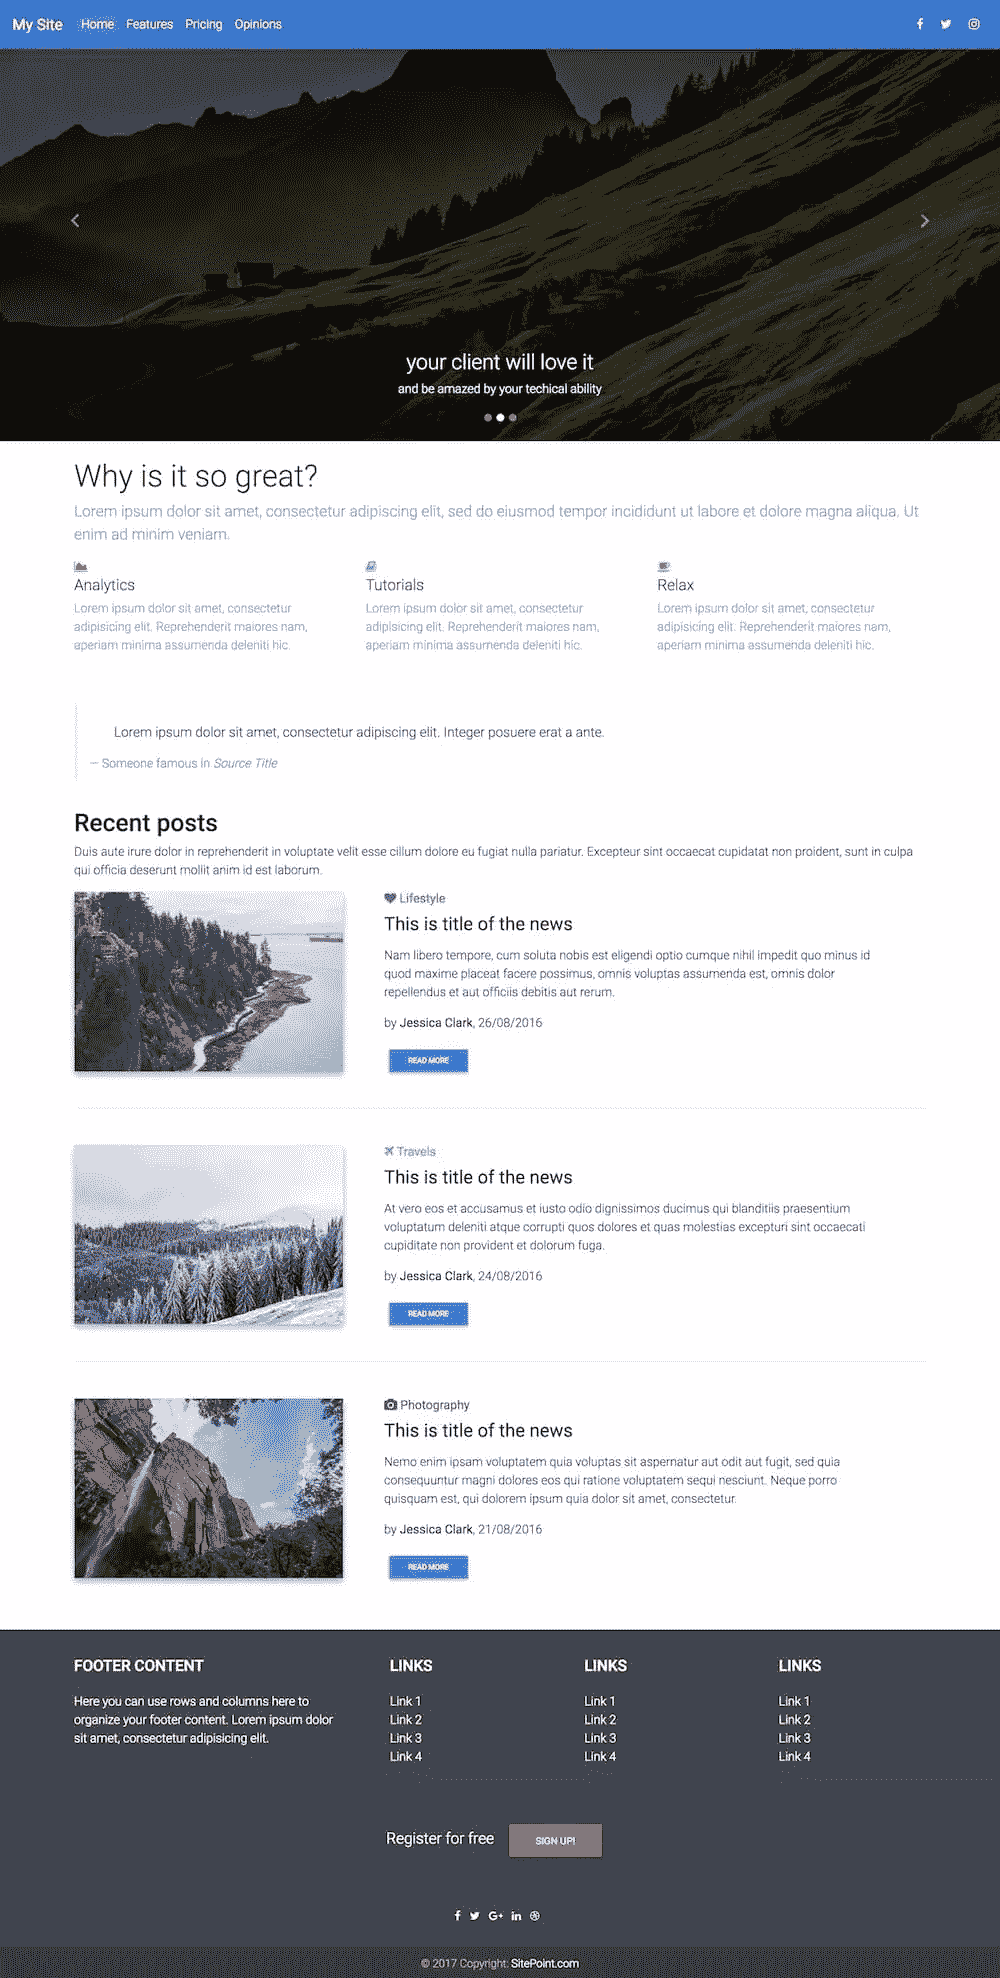 My Site Home Features Pricing Opinions
your client will love it
and be amazed by your techical ability
Why is it so great?
Lorem ipsum dolor sit amet, consectetur adipiscing elit, sed do eiusmod tempor incididunt ut labore et dolore magna aliqua. Ut
enim ad minim veniam.
Analytics
Lorem ipsum dolor sit amet, consectetur
adipisicing elit. Reprehenderit maiores nam,
aperiam minima assumenda deleniti hic.
Tutorials
Lorem ipsum dolor sit amet, consectetur
adipisicing elit. Reprehenderit maiores nam,
aperiam minima assumenda deleniti hic.
Relax
Lorem ipsum dolor sit amet, consectetur
adipisicing elit. Reprehenderit maiores nam,
aperiam minima assumenda deleniti hic.
Lorem ipsum dolor sit amet, consectetur adipiscing elit. Integer posuere erat a ante.
— Someone famous in Source Title
Recent posts
Duis aute irure dolor in reprehenderit in voluptate velit esse cillum dolore eu fugiat nulla pariatur. Excepteur sint occaecat cupidatat non proident, sunt in culpa
qui officia deserunt mollit anim id est laborum.
Lifestyle
This is title of the news
Nam libero tempore, cum soluta nobis est eligendi optio cumque nihil impedit quo minus id
quod maxime placeat facere possimus, omnis voluptas assumenda est, omnis dolor
repellendus et aut officiis debitis aut rerum.
by Jessica Clark, 26/08/2016
READ MORE
Travels
This is title of the news
At vero eos et accusamus et iusto odio dignissimos ducimus qui blanditiis praesentium
voluptatum deleniti atque corrupti quos dolores et quas molestias excepturi sint occaecati
cupiditate non provident et dolorum fuga.
by Jessica Clark, 24/08/2016
READ MORE
Photography
This is title of the news
Nemo enim ipsam voluptatem quia voluptas sit aspernatur aut odit aut fugit, sed quia
consequuntur magni dolores eos qui ratione voluptatem sequi nesciunt. Neque porro
quisquam est, qui dolorem ipsum quia dolor sit amet, consectetur.
by Jessica Clark, 21/08/2016
READ MORE
FOOTER CONTENT
Here you can use rows and columns here to
organize your footer content. Lorem ipsum dolor
sit amet, consectetur adipisicing elit.
LINKS
Link 1
Link 2
Link 3
Link 4
LINKS
Link 1
Link 2
Link 3
Link 4
LINKS
Link 1
Link 2
Link 3
Link 4
Register for free SIGN UP!
© 2017 Copyright: SitePoint.com